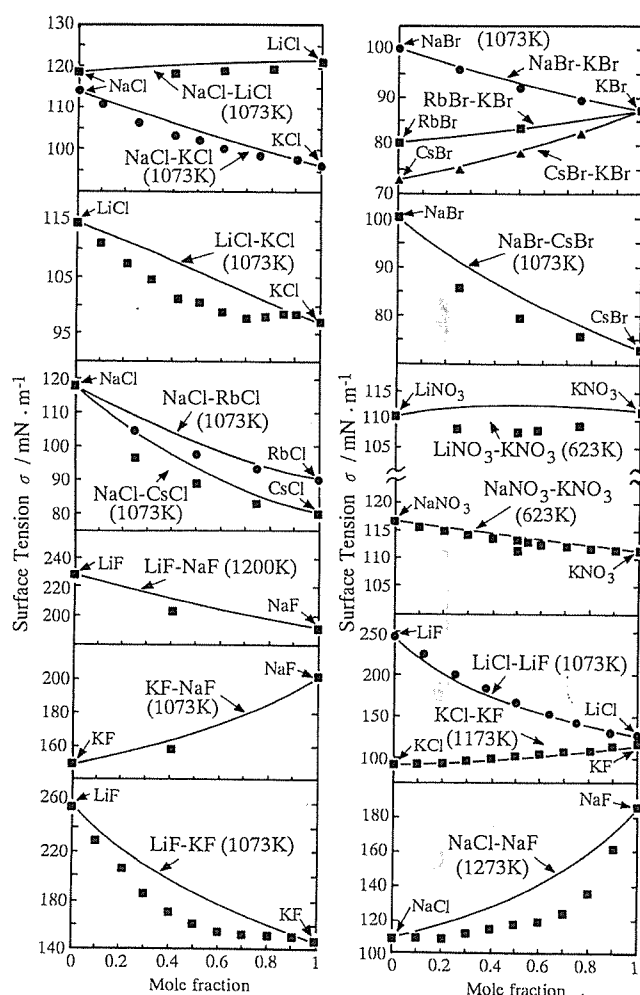 Surface Tension σ / mN · m⁻¹
130
120
110
100
LiCl
NaCl
NaCl-LiCl
(1073K)
KCl
NaCl-KCl
(1073K)
115
105
95
LiCl
LiCl-KCl
(1073K)
KCl
120
110
100
90
80
NaCl
NaCl-RbCl
(1073K)
RbCl
CsCl
NaCl-CsCl
(1073K)
240
220
200
LiF
LiF-NaF (1200K)
NaF
200
180
160
NaF
KF-NaF
(1073K)
KF
260
220
180
140
LiF
LiF-KF (1073K)
KF
0
0.2
0.4
0.6
0.8
1
Mole fraction
Surface Tension σ / mN · m⁻¹
100
90
80
70
NaBr
(1073K)
NaBr-KBr
KBr
RbBr-KBr
RbBr
CsBr
CsBr-KBr
100
90
80
NaBr
NaBr-CsBr
(1073K)
CsBr
110
105
LiNO3
KNO3
LiNO3-KNO3 (623K)
115
110
105
100
NaNO3
NaNO3-KNO3
(623K)
KNO3
250
200
150
100
LiF
LiCl-LiF (1073K)
LiCl
KCl-KF
(1173K)
KCl
KF
180
160
140
120
100
NaF
NaCl-NaF
(1273K)
NaCl
0
0.2
0.4
0.6
0.8
1
Mole fraction